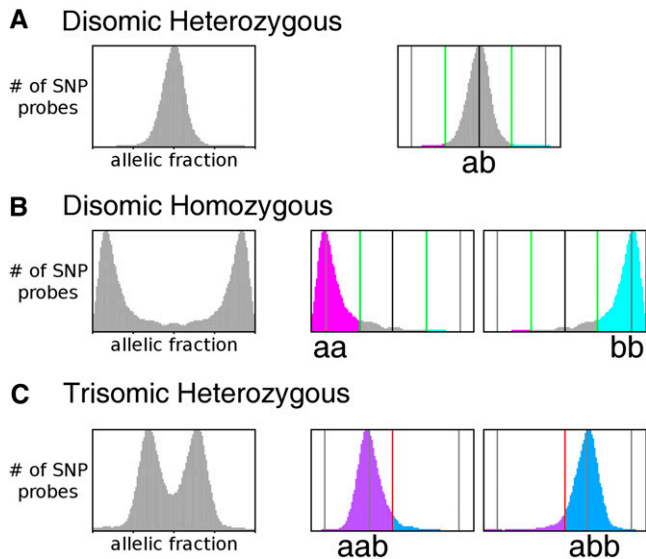 A Disomic Heterozygous
# of SNP
probes
allelic fraction
ab
B Disomic Homozygous
# of SNP
probes
allelic fraction
aa
bb
C Trisomic Heterozygous
# of SNP
probes
allelic fraction
aab
abb